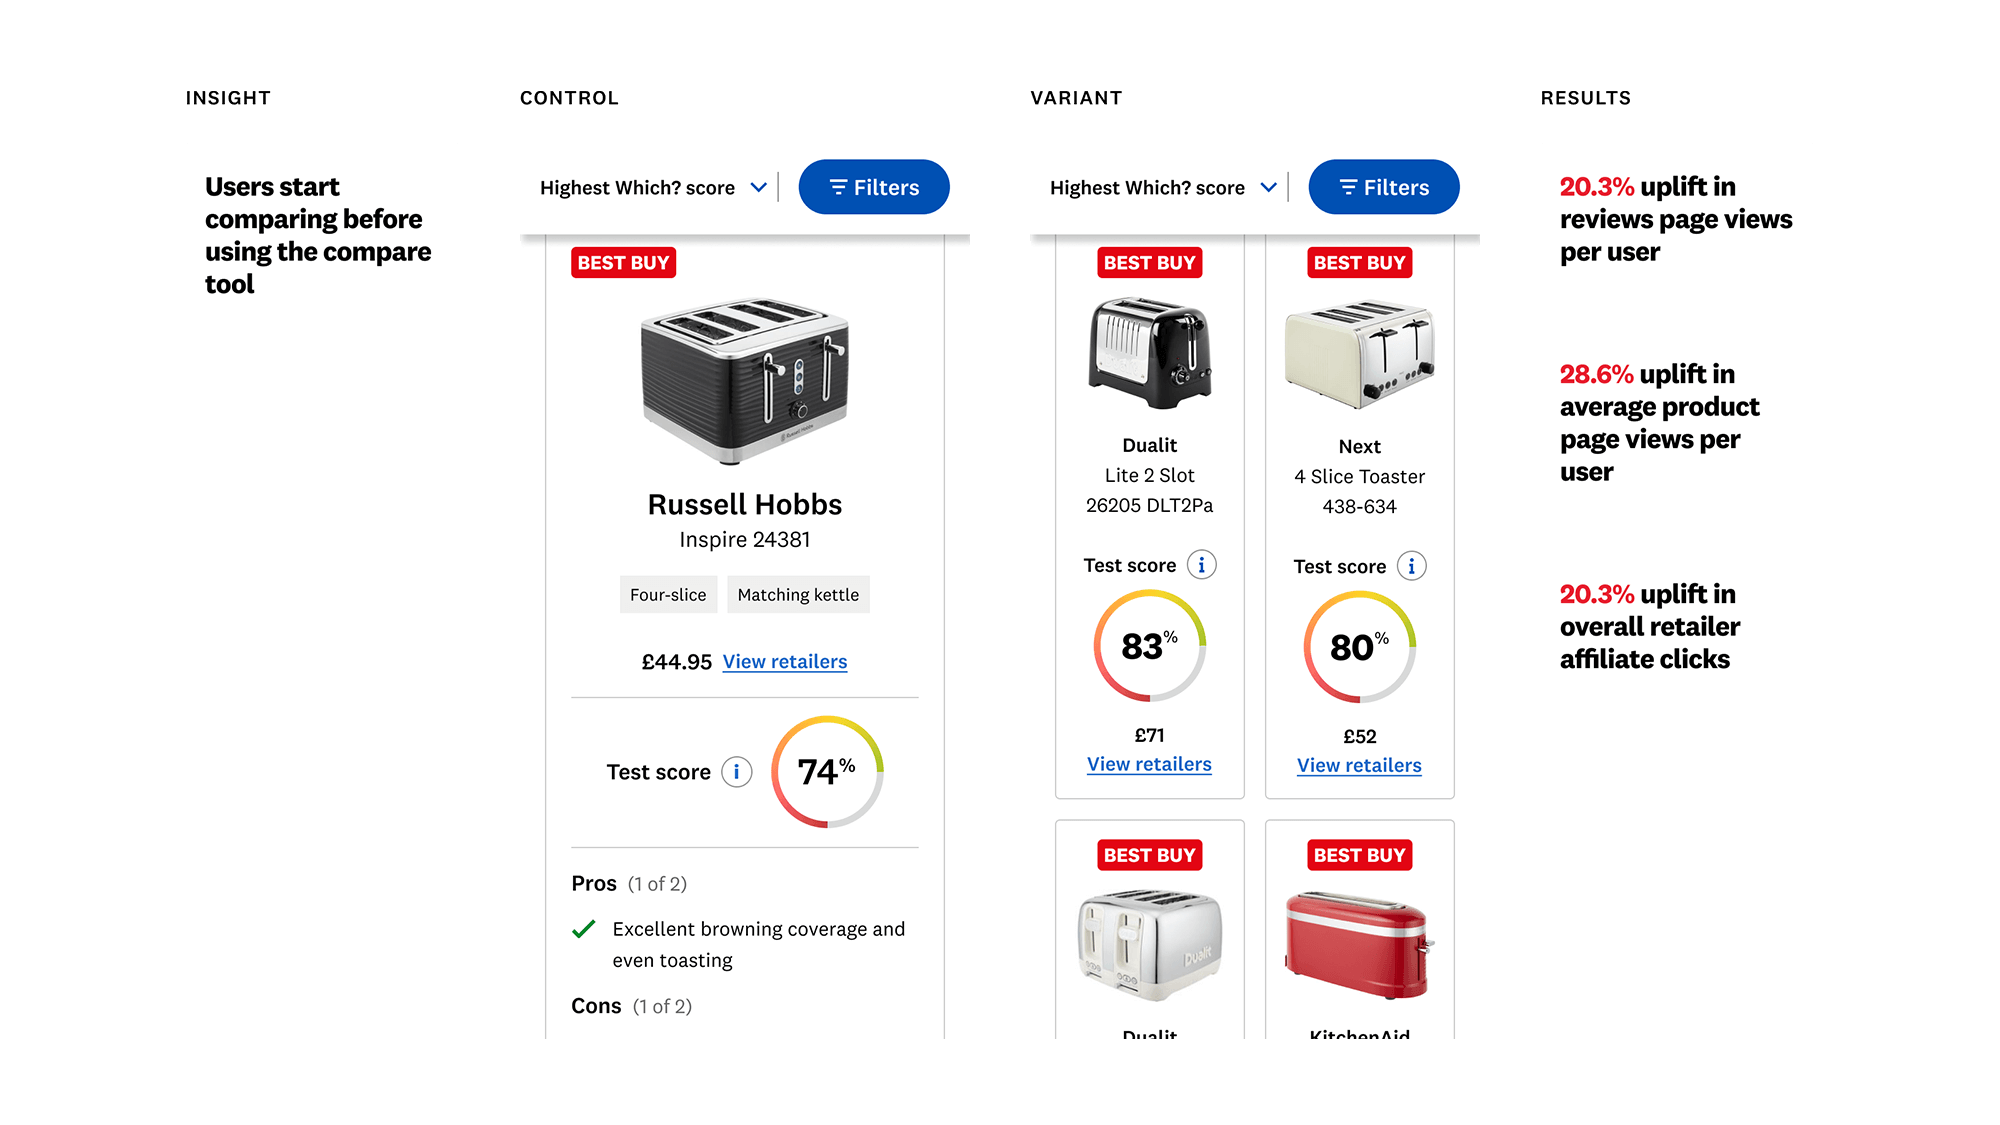 INSIGHT
Users start
comparing before
using the compare
tool
CONTROL
Highest Which? score
Filters
BEST BUY
Russell Hobbs
Russell Hobbs
Inspire 24381
Four-slice
Matching kettle
£44.95 View retailers
Test score i
74%
Pros (1 of 2)
Excellent browning coverage and
even toasting
Cons (1 of 2)
VARIANT
Highest Which? score
Filters
BEST BUY
Dualit
Lite 2 Slot
26205 DLT2Pa
Test score i
83%
£71
View retailers
BEST BUY
Next
4 Slice Toaster
438-634
Test score i
80%
£52
View retailers
BEST BUY
Dualit
Dualit
BEST BUY
KitchenAid
RESULTS
20.3% uplift in
reviews page views
per user
28.6% uplift in
average product
page views per
user
20.3% uplift in
overall retailer
affiliate clicks